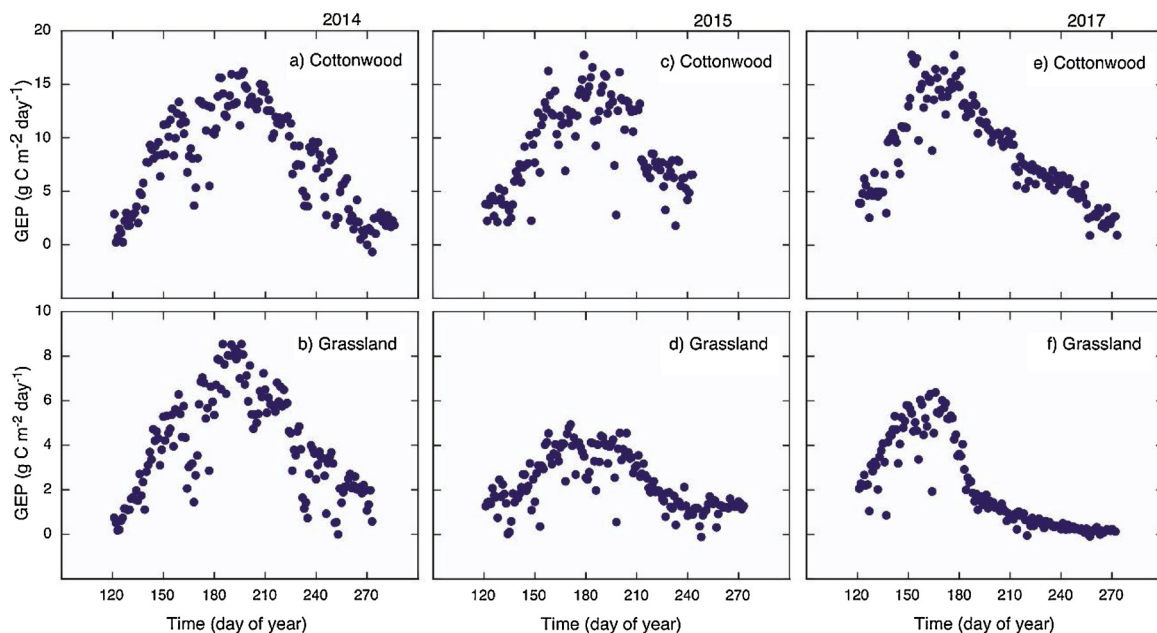 2014 2015 2017
20 a) Cottonwood c) Cottonwood e) Cottonwood
15
10
5
0
GEP (g C m⁻² day⁻¹)
10 b) Grassland d) Grassland f) Grassland
8
6
4
2
0
GEP (g C m⁻² day⁻¹)
120 150 180 210 240 270 120 150 180 210 240 270 120 150 180 210 240 270
Time (day of year) Time (day of year) Time (day of year)